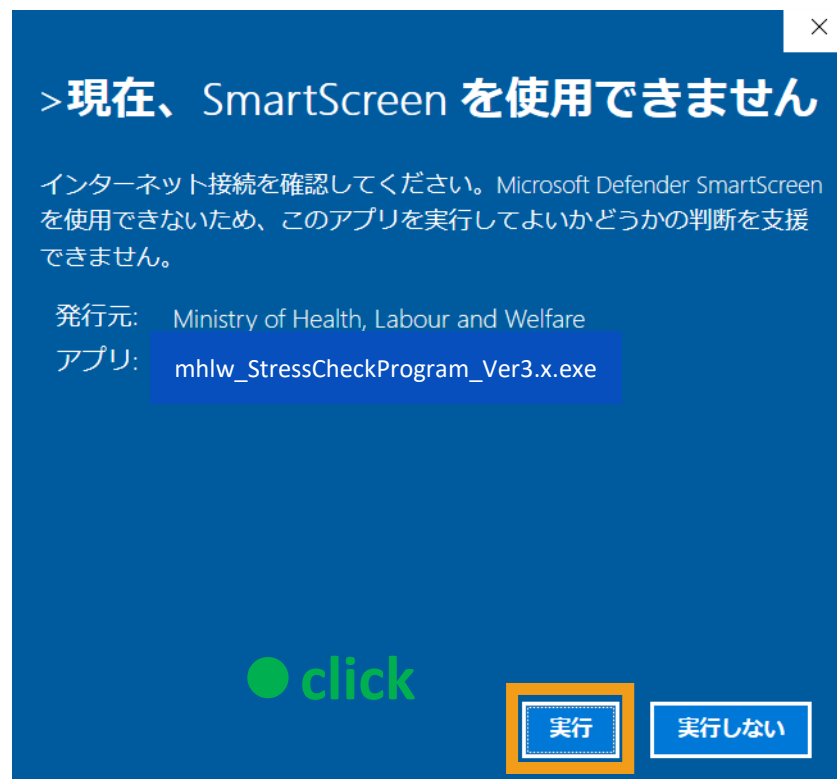 >現在、SmartScreen を使用できません
インターネット接続を確認してください。Microsoft Defender SmartScreen
を使用できないため、このアプリを実行してよいかどうかの判断を支援
できません。
発行元: Ministry of Health, Labour and Welfare
アプリ: mhlw_StressCheckProgram_Ver3.x.exe
click
実行 実行しない